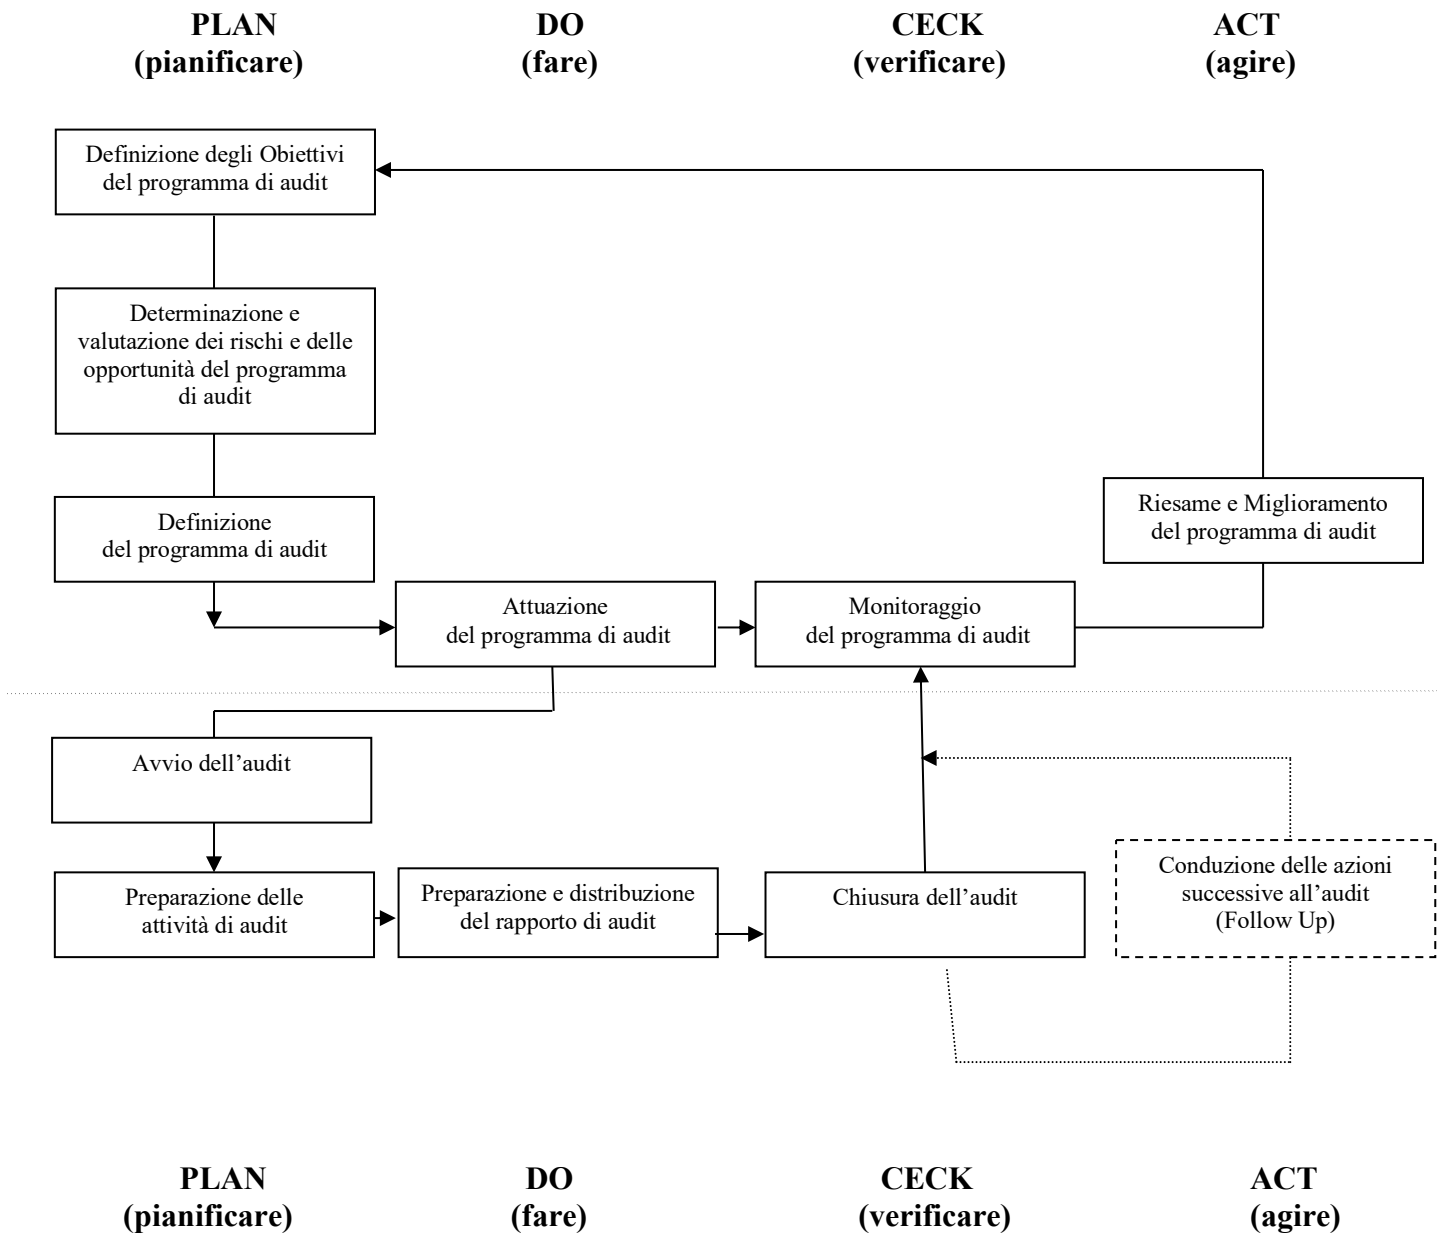 PLAN
(pianificare)
DO
(fare)
CECK
(verificare)
ACT
(agire)
Definizione degli Obiettivi
del programma di audit
Determinazione e
valutazione dei rischi e delle
opportunità del programma
di audit
Definizione
del programma di audit
Attuazione
del programma di audit
Monitoraggio
del programma di audit
Riesame e Miglioramento
del programma di audit
Avvio dell’audit
Preparazione delle
attività di audit
Preparazione e distribuzione
del rapporto di audit
Chiusura dell’audit
Conduzione delle azioni
successive all’audit
(Follow Up)
PLAN
(pianificare)
DO
(fare)
CECK
(verificare)
ACT
(agire)